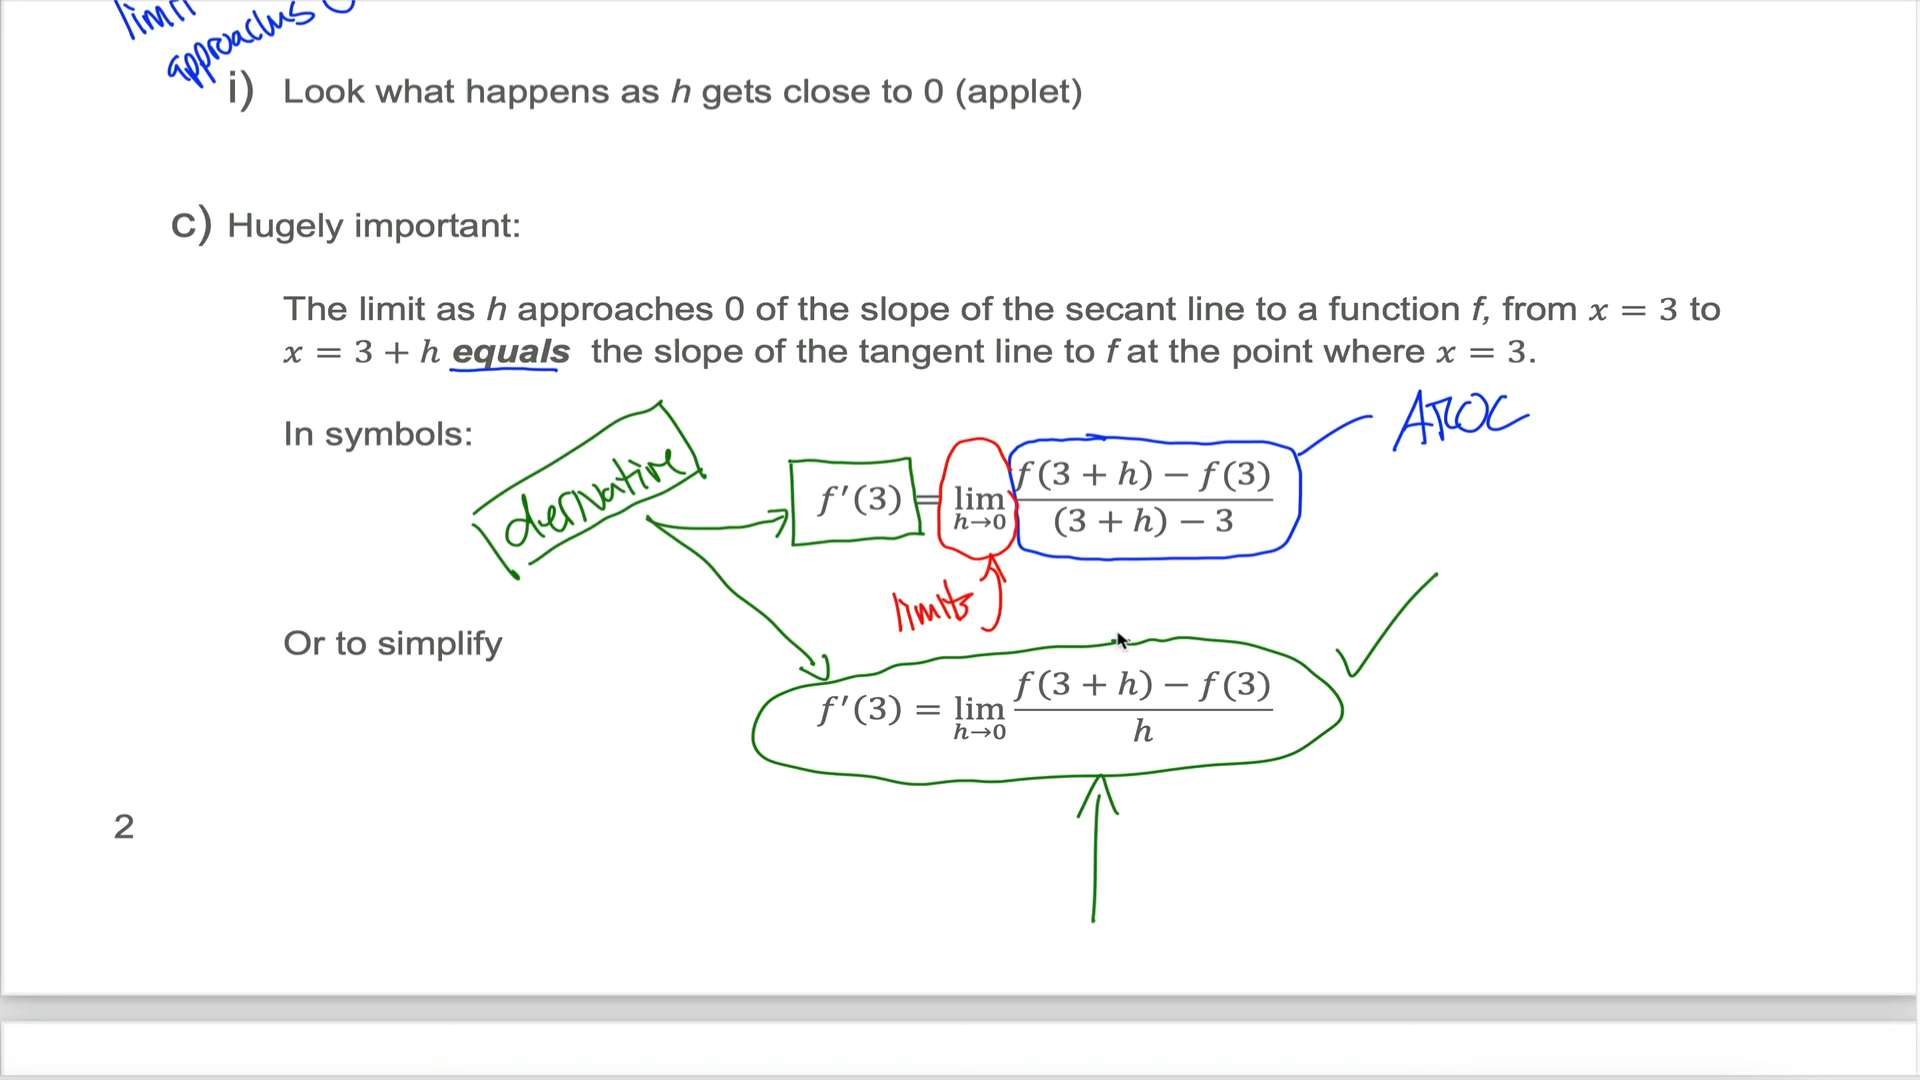 limit
approaches 0
i) Look what happens as h gets close to 0 (applet)
c) Hugely important:
The limit as h approaches 0 of the slope of the secant line to a function f, from x = 3 to
x = 3 + h equals the slope of the tangent line to f at the point where x = 3.
AROC
In symbols:
derivative
f′(3) = lim h→0 f(3 + h) − f(3) / (3 + h) − 3
limits
Or to simplify
f′(3) = lim h→0 f(3 + h) − f(3) / h
2